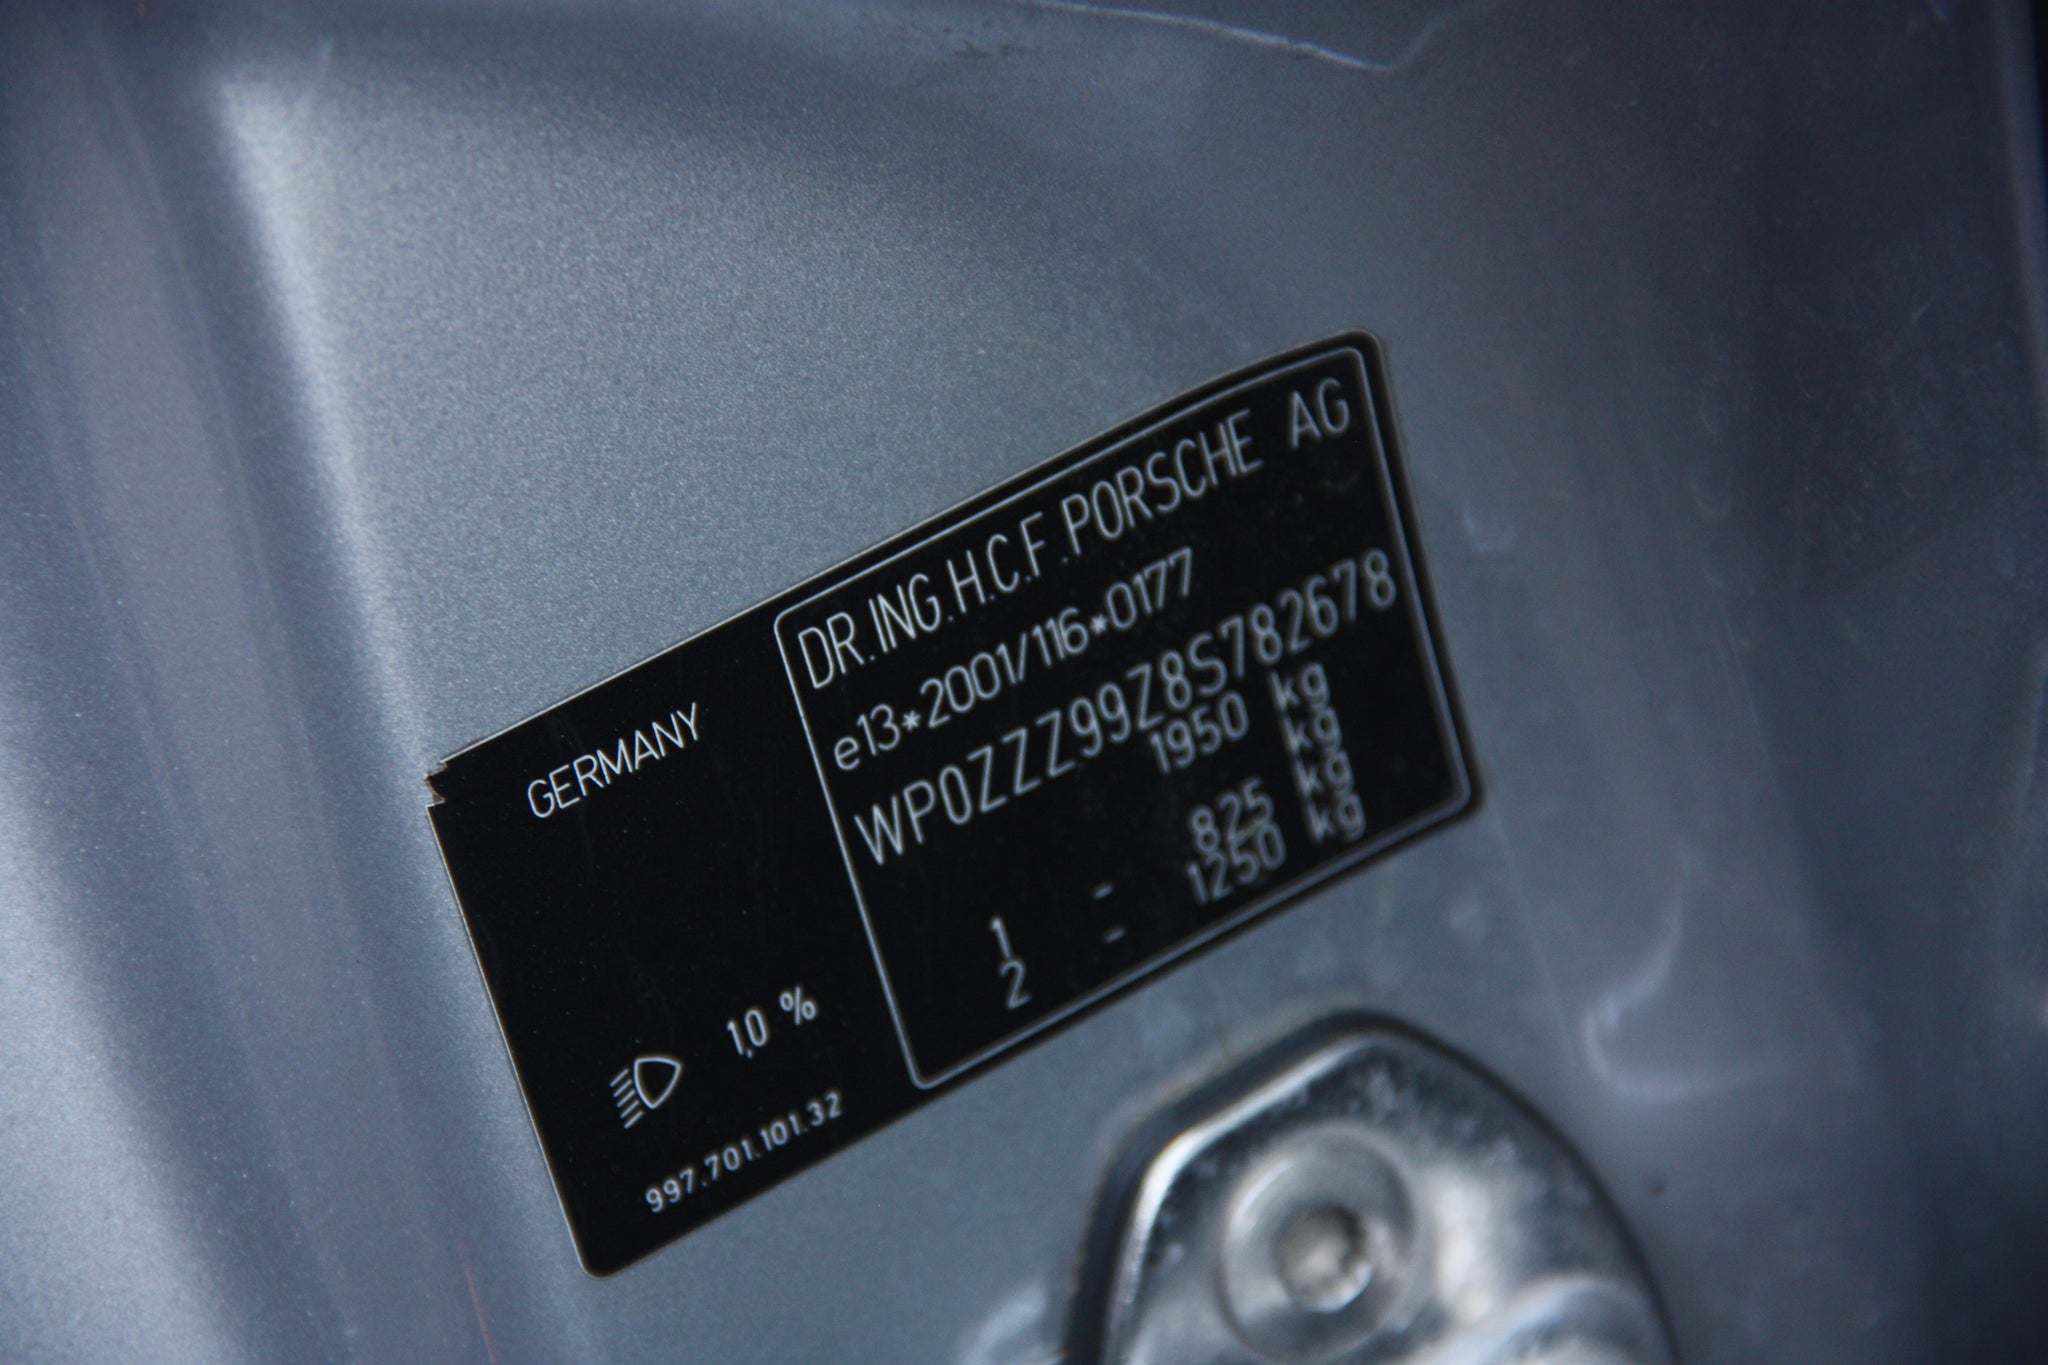 GERMANY
1,0 %
997.701.101.32
DR.ING.H.C.F.PORSCHE AG
e13*2001/116*0177
WP0ZZZ99Z8S782678
1950 kg
kg
1 - 825 kg
2 - 1250 kg